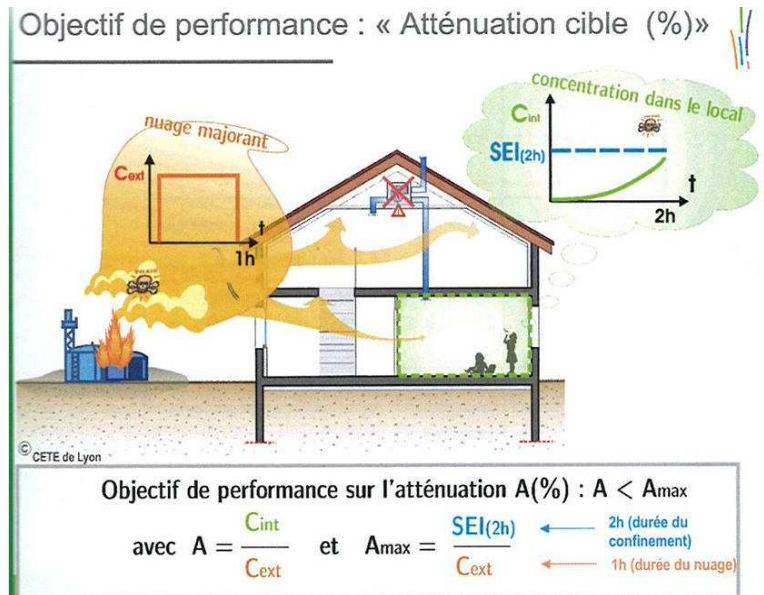 Objectif de performance : « Atténuation cible (%)»
nuage majorant
Cext
t
1h
concentration dans le local
Cint
SEI(2h)
t
2h
© CETE de Lyon
Objectif de performance sur l'atténuation A(%) : A < Amax
avec A = Cint / Cext et Amax = SEI(2h) / Cext
2h (durée du
confinement)
1h (durée du nuage)